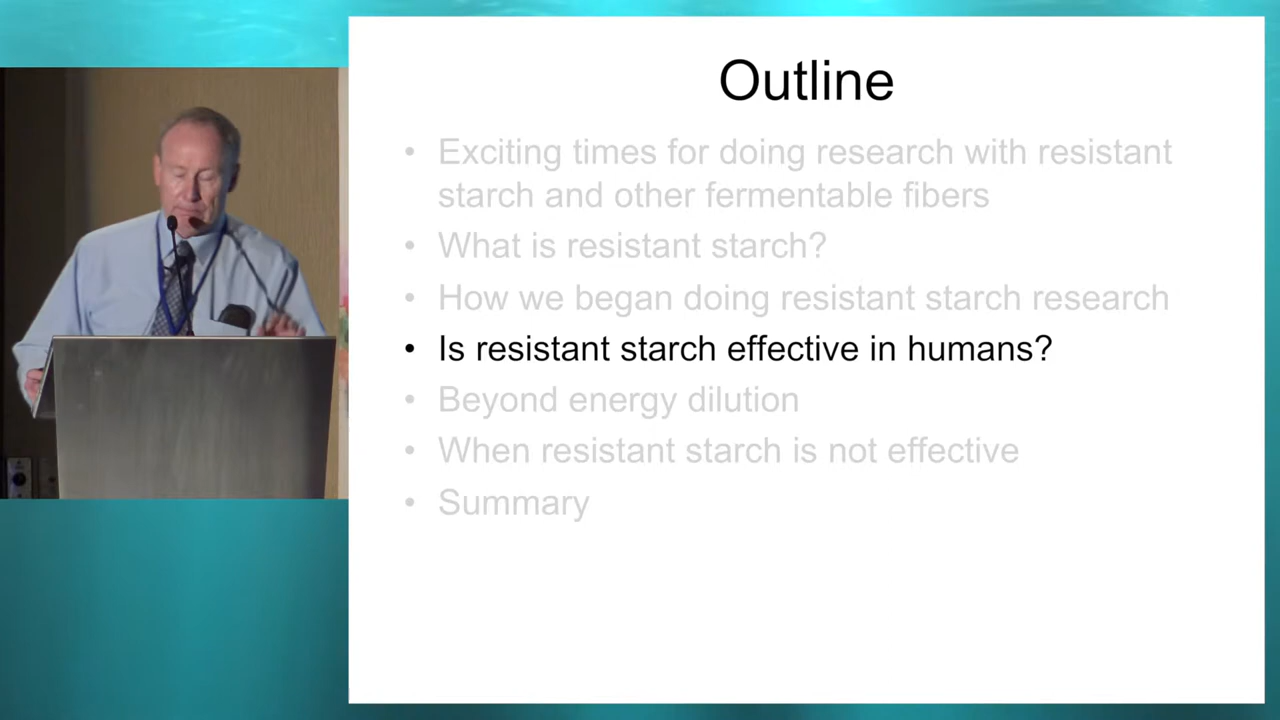 Outline
• Exciting times for doing research with resistant
starch and other fermentable fibers
• What is resistant starch?
• How we began doing resistant starch research
• Is resistant starch effective in humans?
• Beyond energy dilution
• When resistant starch is not effective
• Summary